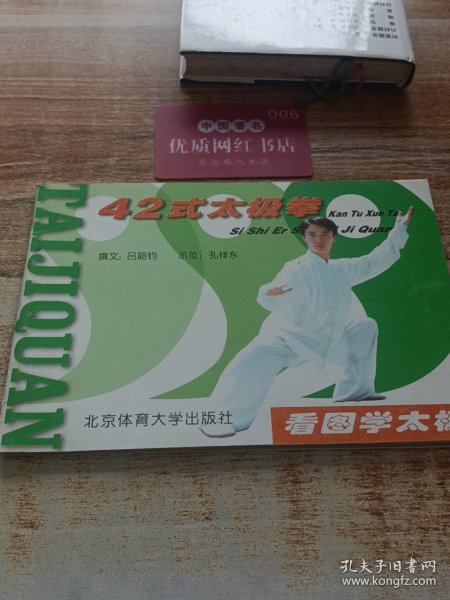 006
中国著名
优质网红书店
TAIJIQUAN
42式太极拳
Kan Tu Xue Ta
Si Shi Er S Ji Quan
撰文：吕韶钧 示范：孔祥东
北京体育大学出版社
看图学太极
孔夫子旧书网
www.kongfz.com